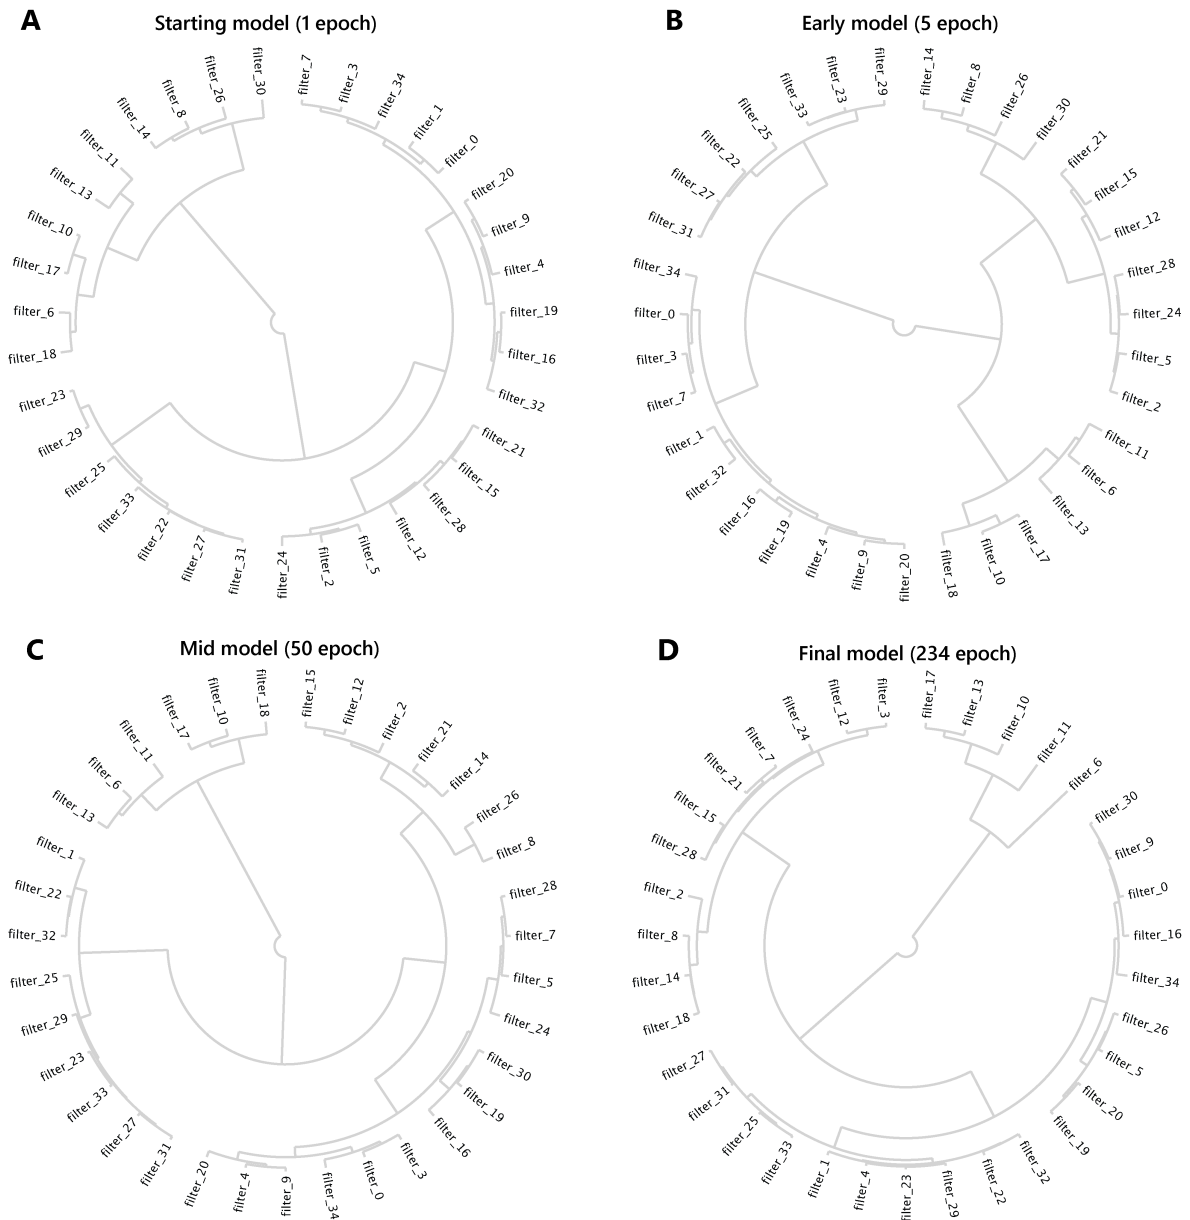 A
Starting model (1 epoch)
filter_7
filter_3
filter_34
filter_1
filter_0
filter_20
filter_9
filter_4
filter_19
filter_16
filter_32
filter_21
filter_15
filter_28
filter_12
filter_5
filter_2
filter_24
filter_31
filter_27
filter_22
filter_33
filter_25
filter_29
filter_23
filter_18
filter_6
filter_17
filter_10
filter_13
filter_11
filter_14
filter_8
filter_26
filter_30
B
Early model (5 epoch)
filter_14
filter_8
filter_26
filter_30
filter_21
filter_15
filter_12
filter_28
filter_24
filter_5
filter_2
filter_11
filter_6
filter_13
filter_17
filter_10
filter_18
filter_20
filter_9
filter_4
filter_19
filter_16
filter_32
filter_1
filter_7
filter_3
filter_0
filter_34
filter_31
filter_27
filter_22
filter_25
filter_33
filter_23
filter_29
C
Mid model (50 epoch)
filter_15
filter_12
filter_2
filter_21
filter_14
filter_26
filter_8
filter_28
filter_7
filter_5
filter_24
filter_30
filter_19
filter_16
filter_3
filter_0
filter_34
filter_9
filter_4
filter_20
filter_31
filter_27
filter_33
filter_23
filter_29
filter_25
filter_32
filter_22
filter_1
filter_13
filter_6
filter_11
filter_17
filter_10
filter_18
D
Final model (234 epoch)
filter_17
filter_13
filter_10
filter_11
filter_6
filter_30
filter_9
filter_0
filter_16
filter_34
filter_26
filter_5
filter_20
filter_19
filter_32
filter_22
filter_29
filter_23
filter_4
filter_1
filter_33
filter_25
filter_31
filter_27
filter_18
filter_14
filter_8
filter_2
filter_28
filter_15
filter_21
filter_7
filter_24
filter_12
filter_3